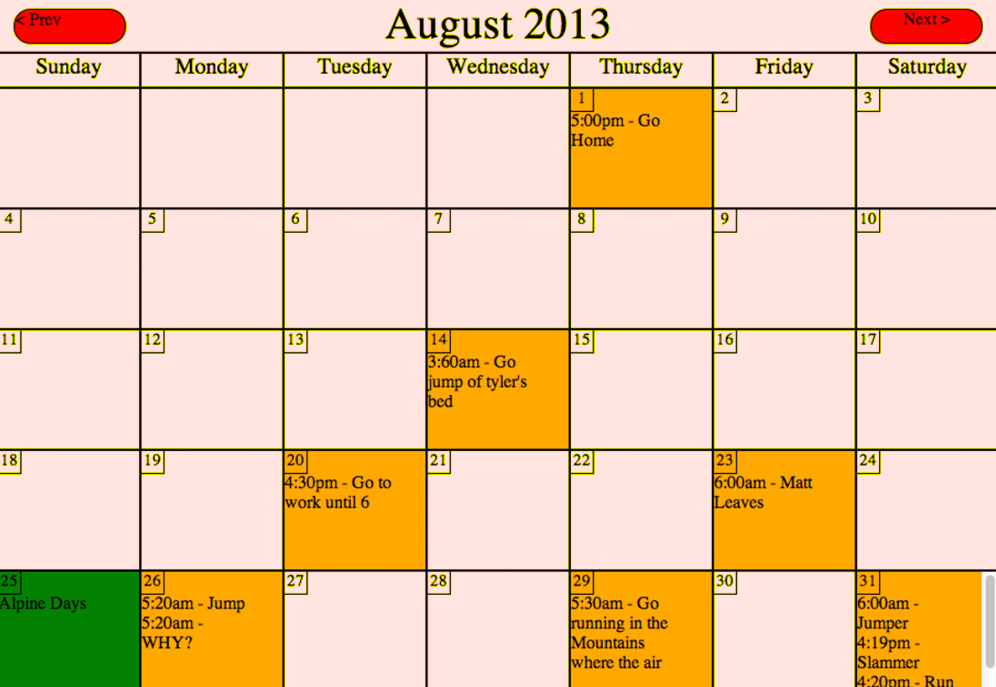 < Prev
August 2013
Next >
Sunday Monday Tuesday Wednesday Thursday Friday Saturday
1 2 3
5:00pm - Go
Home
4 5 6 7 8 9 10
11 12 13 14 15 16 17
3:60am - Go
jump of tyler's
bed
18 19 20 21 22 23 24
4:30pm - Go to
work until 6
6:00am - Matt
Leaves
25 26 27 28 29 30 31
Alpine Days
5:20am - Jump
5:20am -
WHY?
5:30am - Go
running in the
Mountains
where the air
6:00am -
Jumper
4:19pm -
Slammer
4:20pm - Run